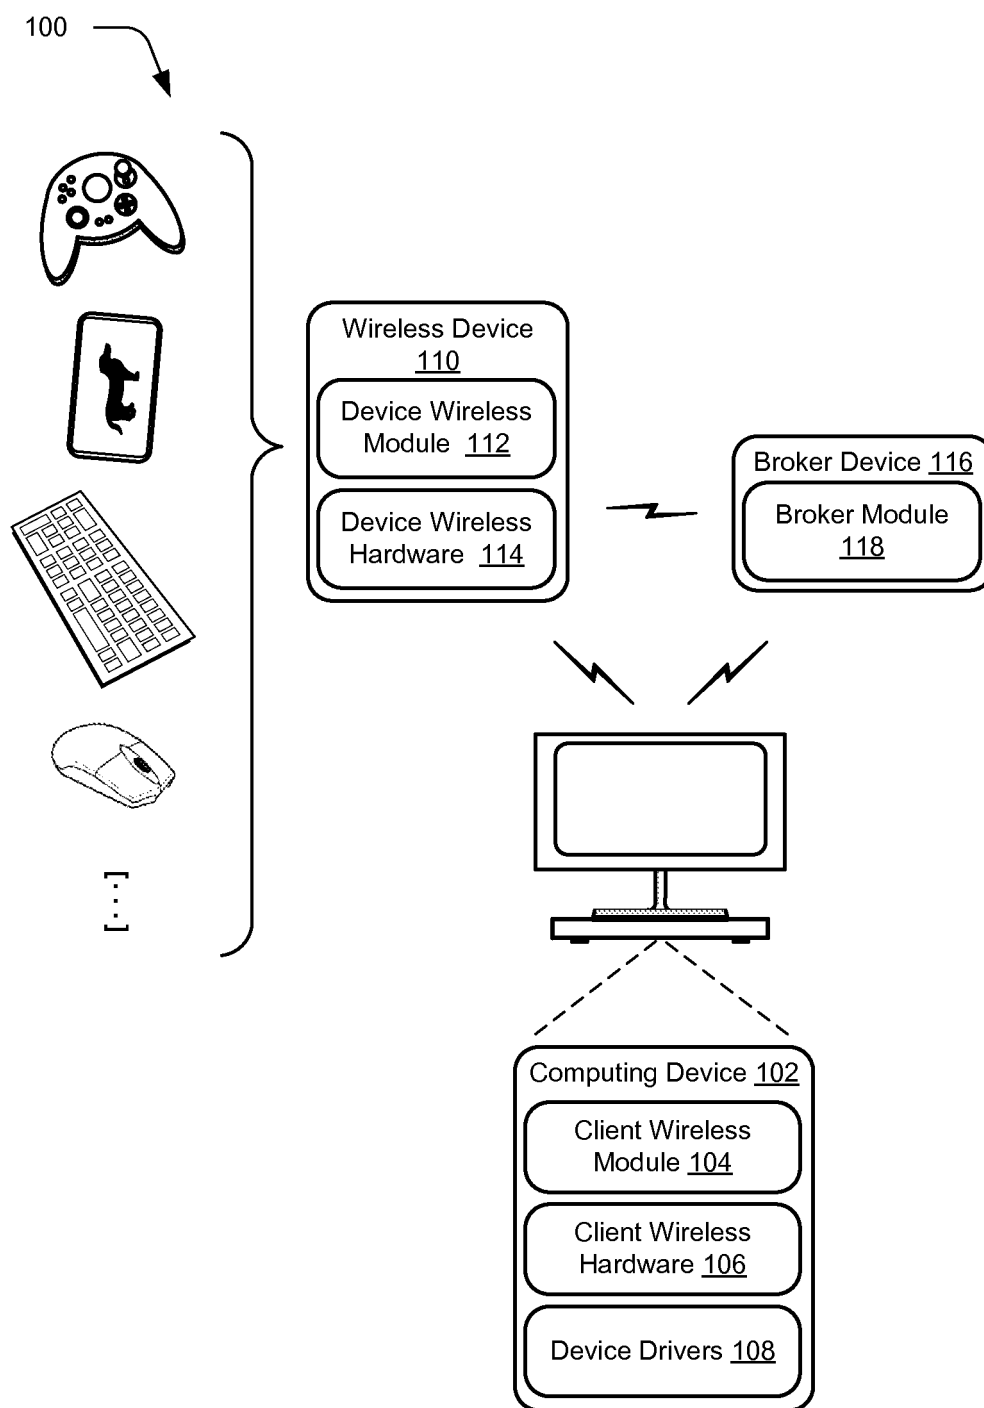 100
Wireless Device
110
Device Wireless
Module 112
Device Wireless
Hardware 114
Broker Device 116
Broker Module
118
[...]
Computing Device 102
Client Wireless
Module 104
Client Wireless
Hardware 106
Device Drivers 108